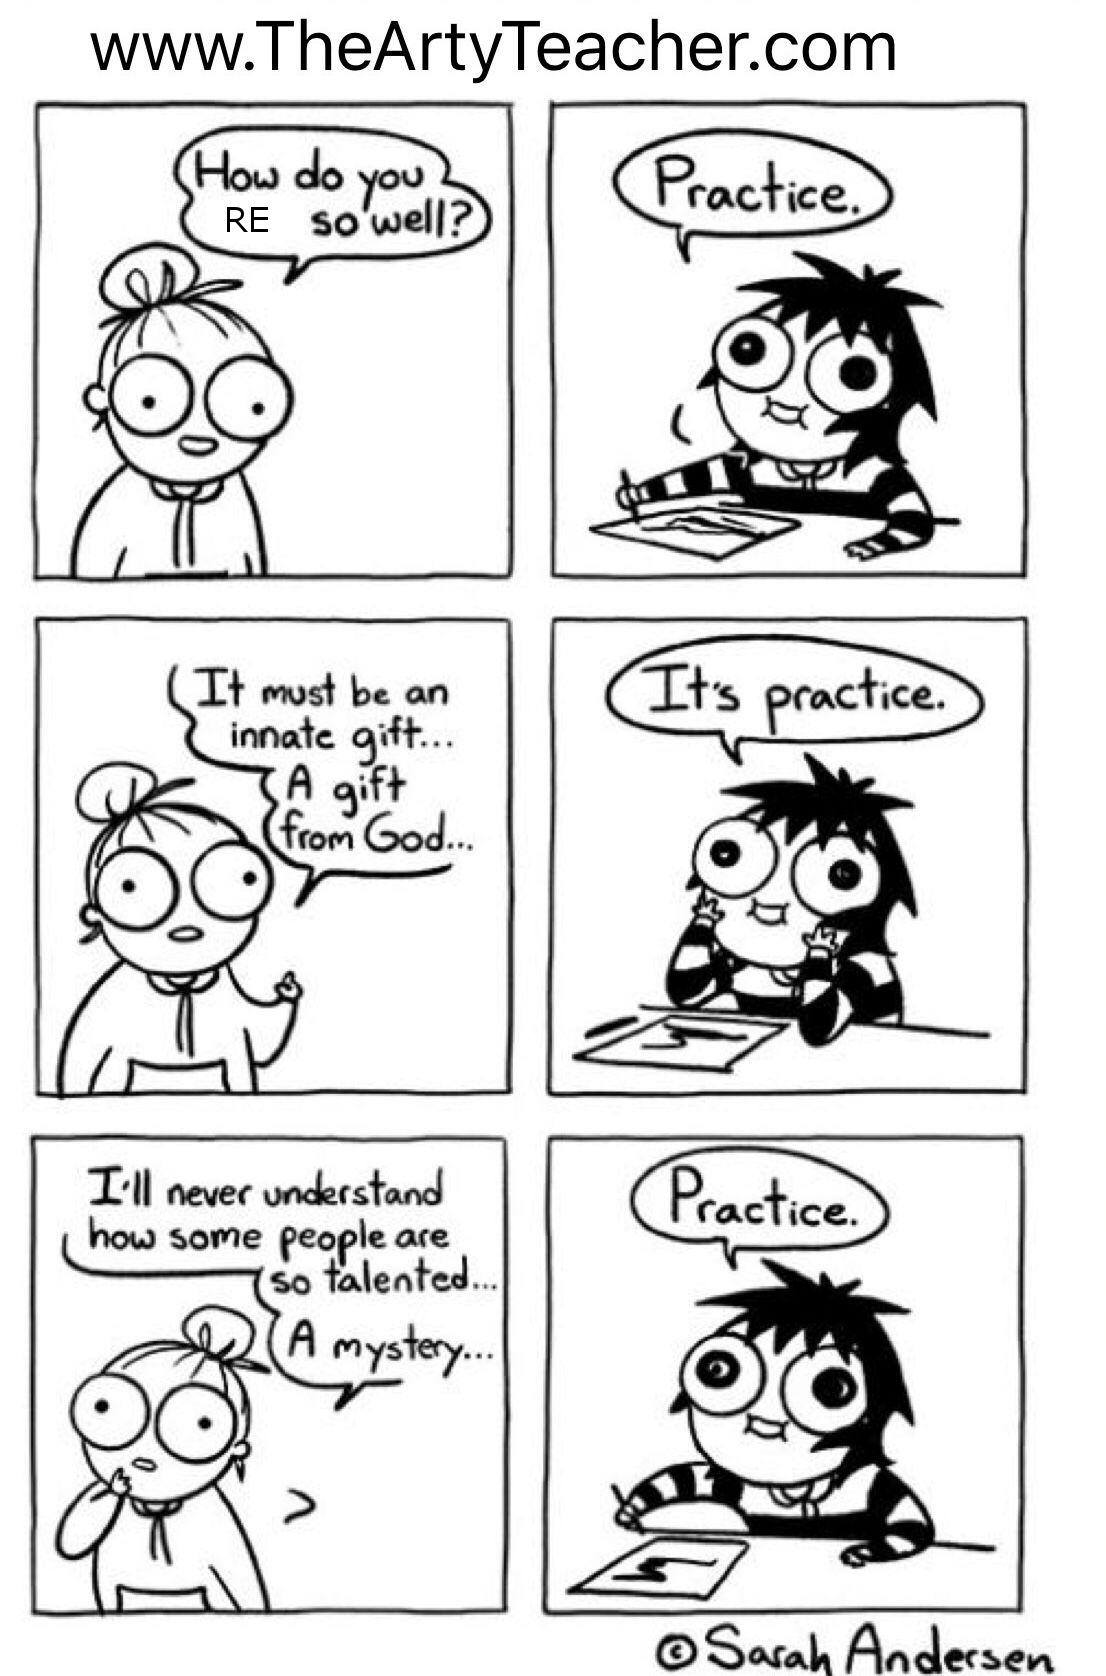 www.TheArtyTeacher.com
How do you
RE so well?
Practice.
It must be an
innate gift...
A gift
from God...
It's practice.
I'll never understand
how some people are
so talented...
A mystery...
Practice.
© Sarah Andersen